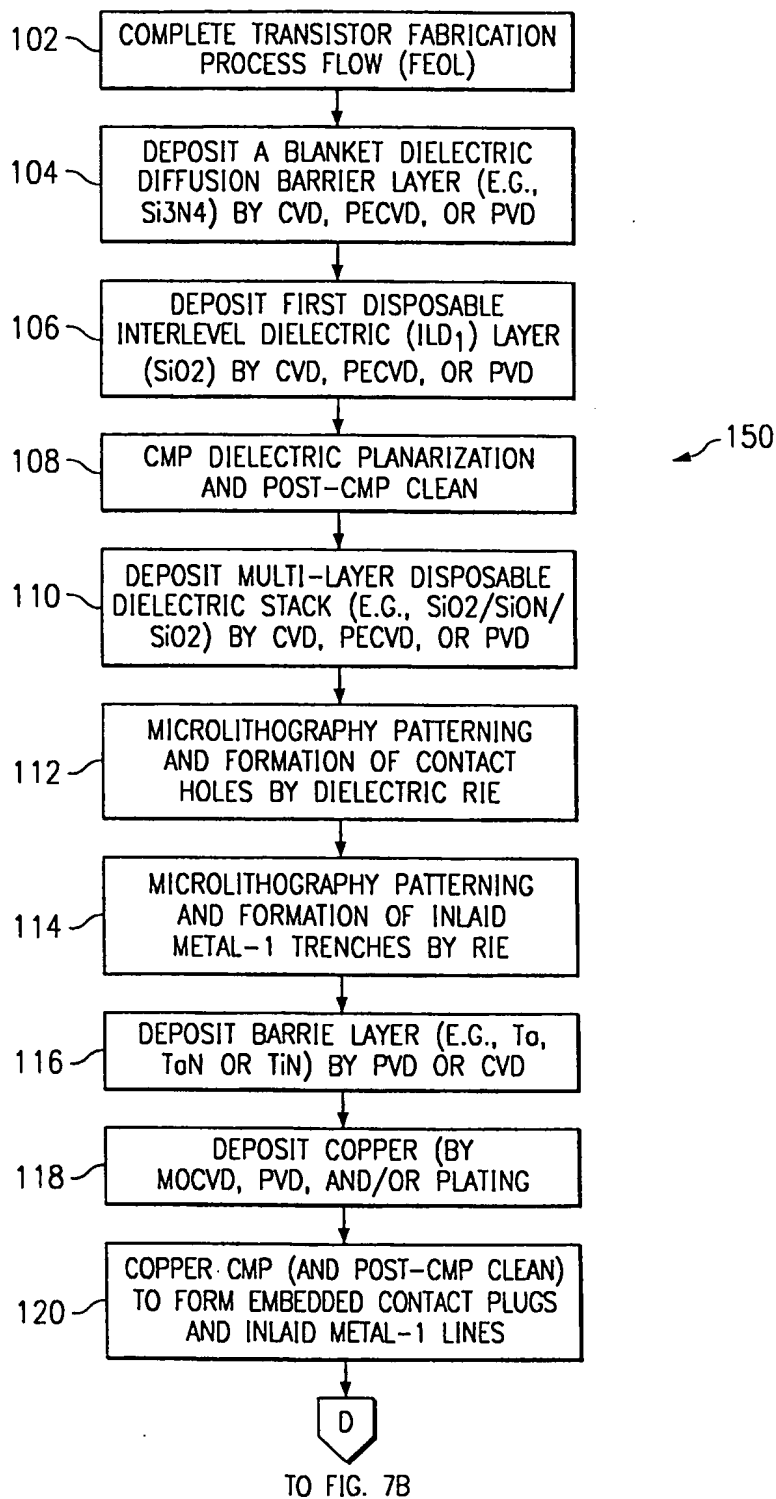 102
COMPLETE TRANSISTOR FABRICATION
PROCESS FLOW (FEOL)
104
DEPOSIT A BLANKET DIELECTRIC
DIFFUSION BARRIER LAYER (E.G.,
Si3N4) BY CVD, PECVD, OR PVD
106
DEPOSIT FIRST DISPOSABLE
INTERLEVEL DIELECTRIC (ILD1) LAYER
(SiO2) BY CVD, PECVD, OR PVD
150
108
CMP DIELECTRIC PLANARIZATION
AND POST-CMP CLEAN
110
DEPOSIT MULTI-LAYER DISPOSABLE
DIELECTRIC STACK (E.G., SiO2/SiON/
SiO2) BY CVD, PECVD, OR PVD
112
MICROLITHOGRAPHY PATTERNING
AND FORMATION OF CONTACT
HOLES BY DIELECTRIC RIE
114
MICROLITHOGRAPHY PATTERNING
AND FORMATION OF INLAID
METAL-1 TRENCHES BY RIE
116
DEPOSIT BARRIE LAYER (E.G., Ta,
TaN OR TiN) BY PVD OR CVD
118
DEPOSIT COPPER (BY
MOCVD, PVD, AND/OR PLATING
120
COPPER CMP (AND POST-CMP CLEAN)
TO FORM EMBEDDED CONTACT PLUGS
AND INLAID METAL-1 LINES
D
TO FIG. 7B